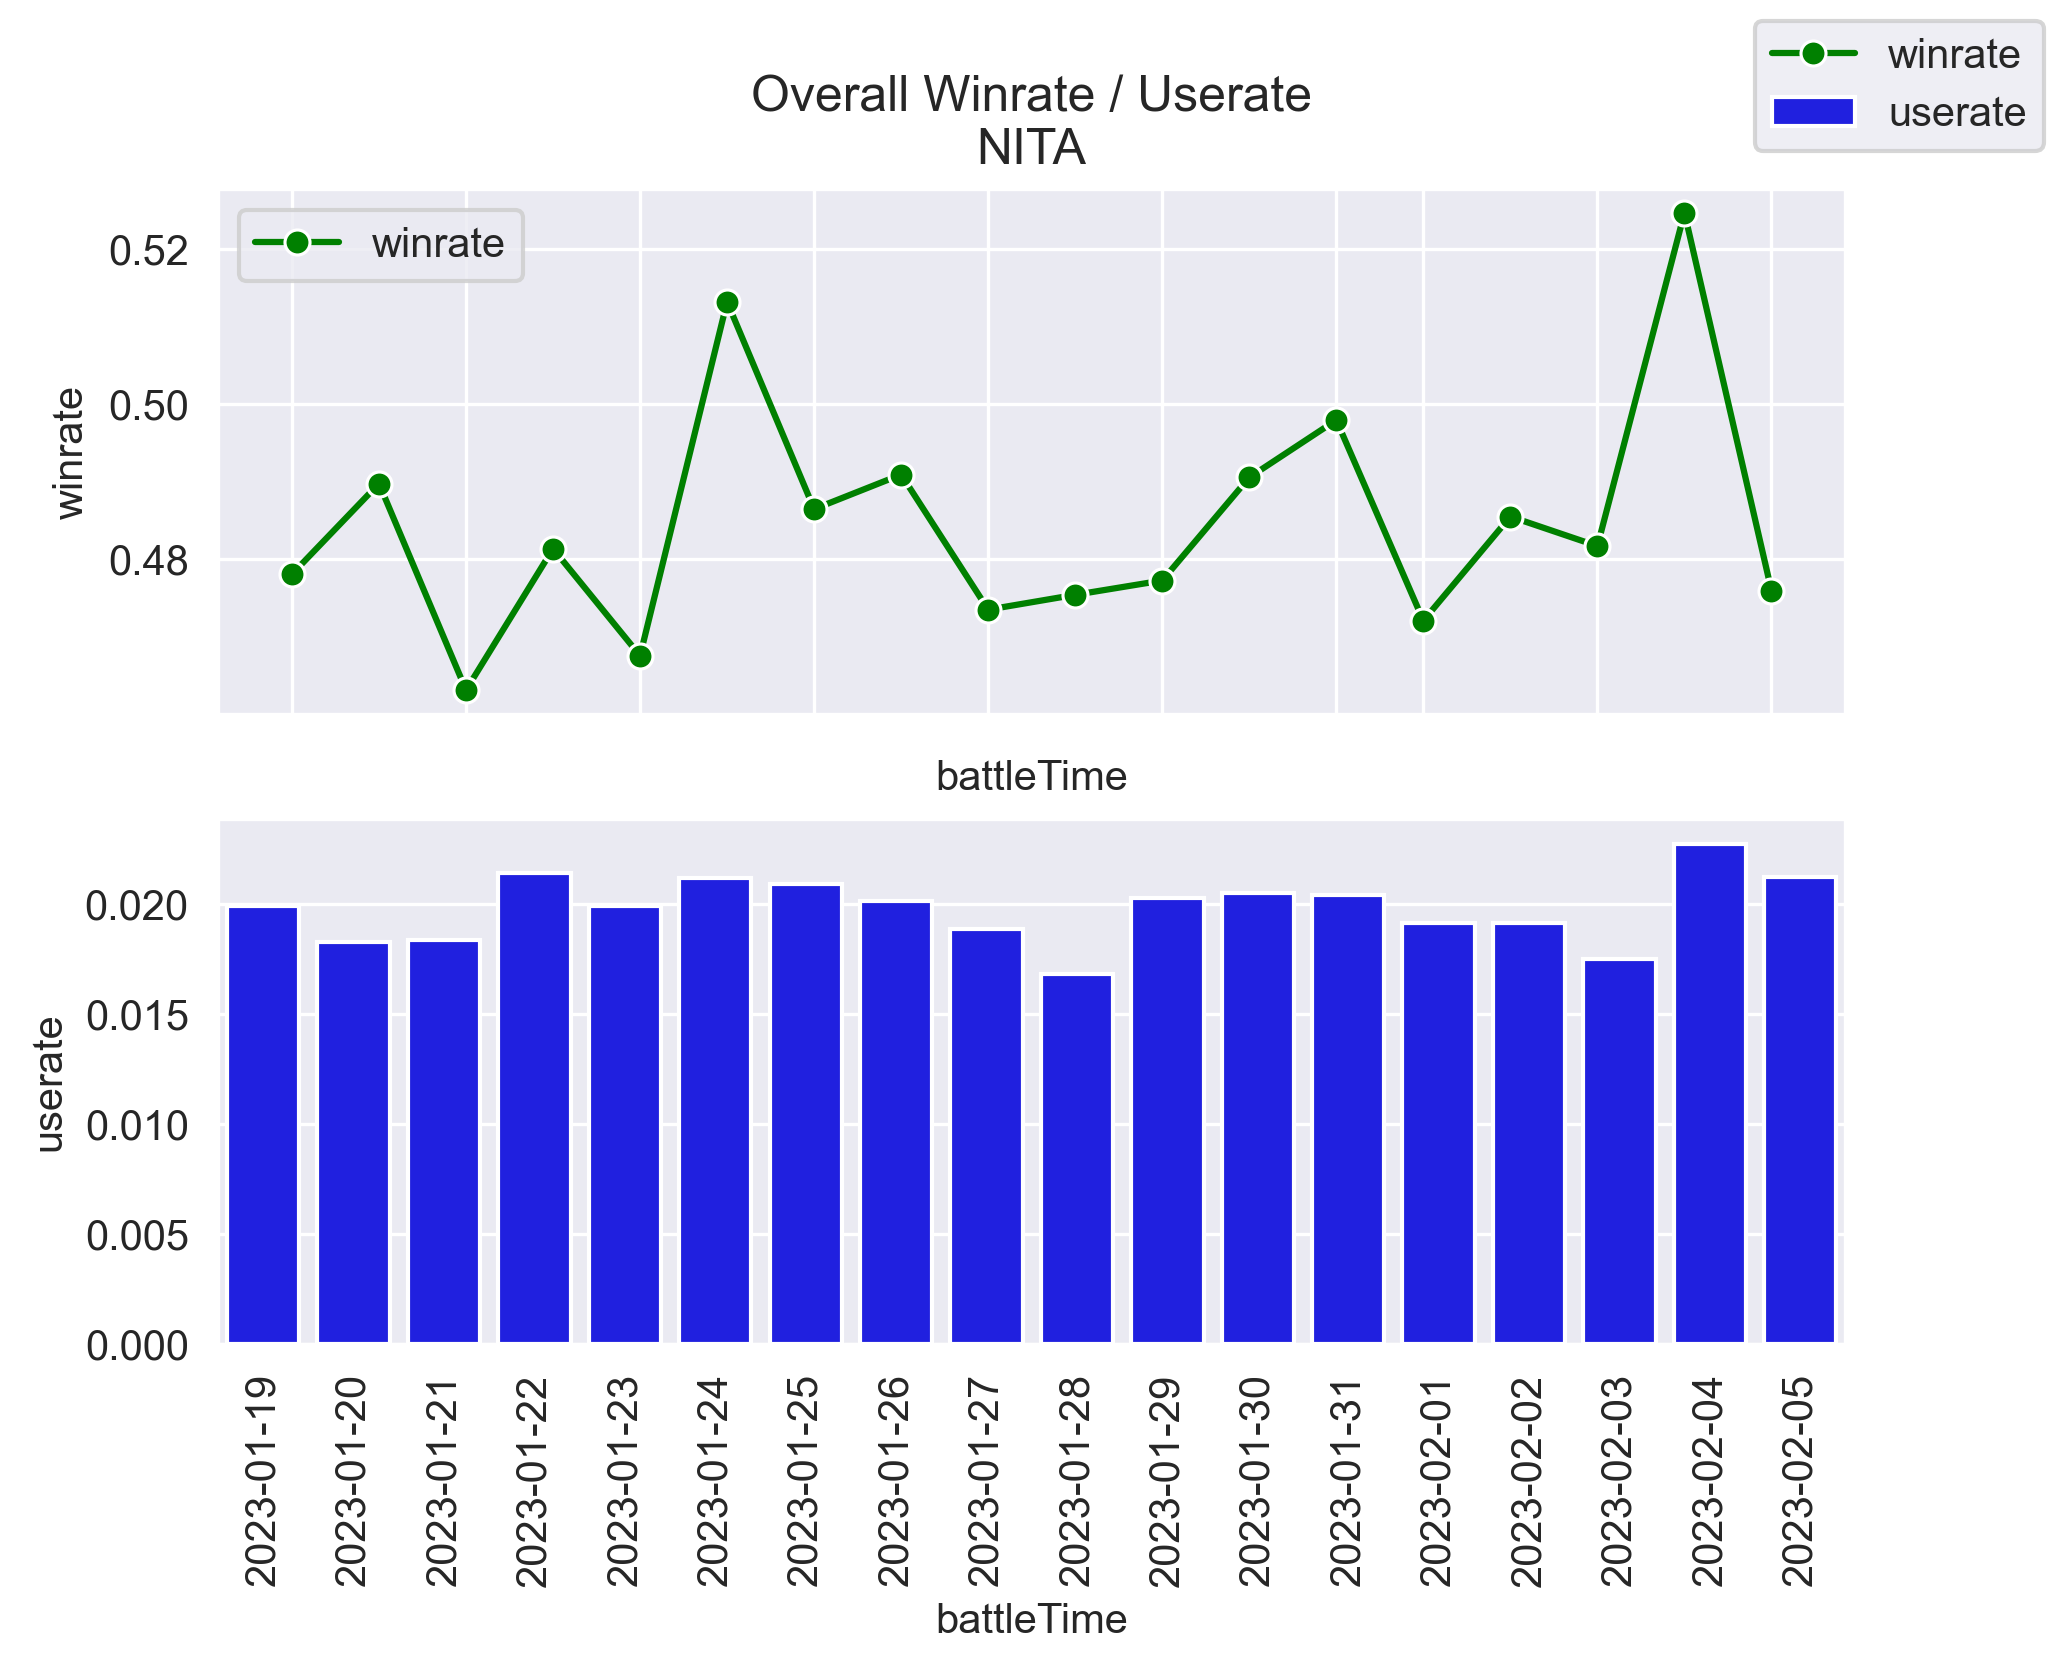 winrate
userate
Overall Winrate / Userate
NITA
winrate
0.52
0.50
0.48
winrate
battleTime
0.020
0.015
0.010
0.005
0.000
userate
2023-01-19
2023-01-20
2023-01-21
2023-01-22
2023-01-23
2023-01-24
2023-01-25
2023-01-26
2023-01-27
2023-01-28
2023-01-29
2023-01-30
2023-01-31
2023-02-01
2023-02-02
2023-02-03
2023-02-04
2023-02-05
battleTime